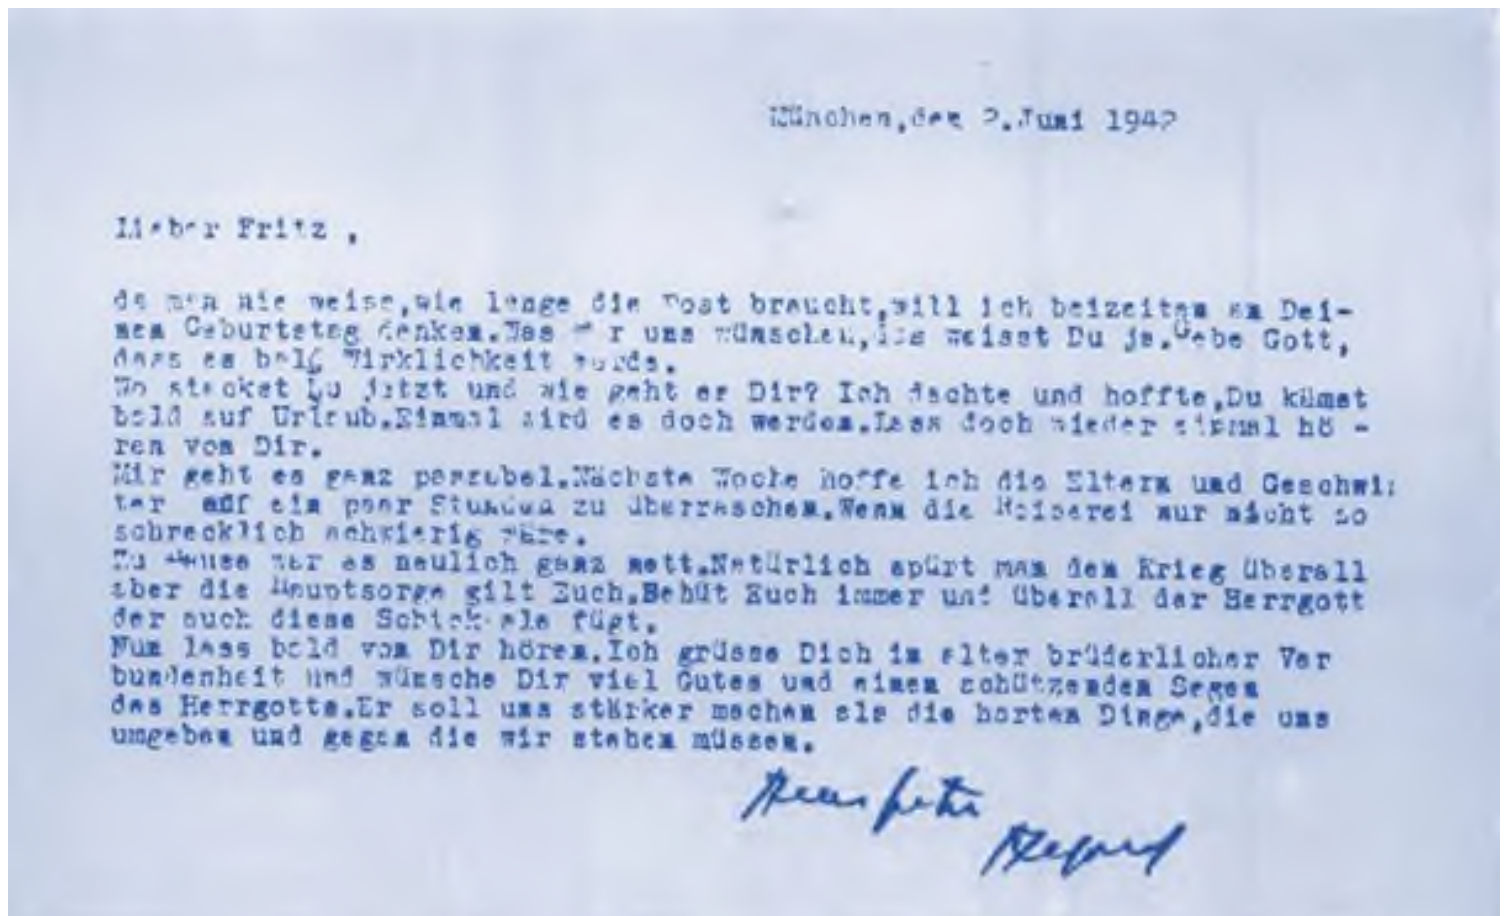 München, den 2.Juni 1942
Lieber Fritz ,
da man nie weiss,wie lange die Post braucht,will ich beizeiten an Dei-
nen Geburtstag denken.Was wir uns wünschen,das weisst Du ja.Gebe Gott,
dass es bald Wirklichkeit werde.
Wo steckst Du jetzt und wie geht es Dir? Ich dachte und hoffte,Du kämst
bald auf Urlaub.Einmal wird es doch werden.Lass doch wieder einmal hö -
ren von Dir.
Mir geht es ganz passabel.Nächste Woche hoffe ich die Eltern und Geschwi
ter auf ein paar Stunden zu überraschen.Wenn die Reiserei nur nicht so
schrecklich schwierig wäre.
Zu Hause war es neulich ganz nett.Natürlich spürt man den Krieg überall
aber die Hauptsorge gilt Euch.Behüt Euch immer und überall der Herrgott
der auch diese Schicksale fügt.
Nun lass bald von Dir hören.Ich grüsse Dich in alter brüderlicher Ver
bundenheit und wünsche Dir viel Gutes und einen schützenden Segen
des Herrgotts.Er soll uns stärker machen als die harten Dinge,die uns
umgeben und gegen die wir stehen müssen.